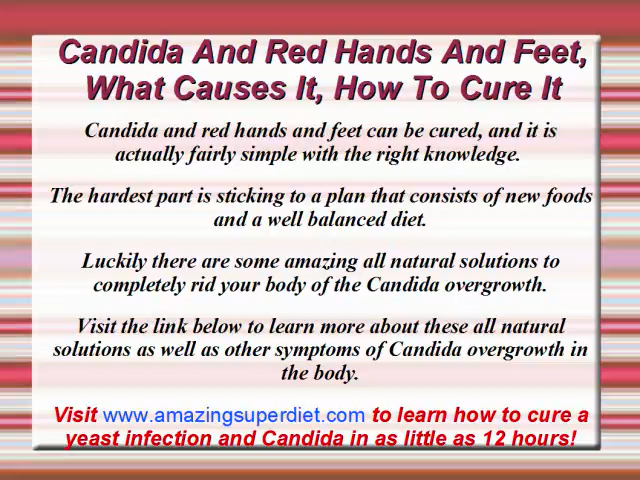 Candida And Red Hands And Feet,
What Causes It, How To Cure It
Candida and red hands and feet can be cured, and it is
actually fairly simple with the right knowledge.
The hardest part is sticking to a plan that consists of new foods
and a well balanced diet.
Luckily there are some amazing all natural solutions to
completely rid your body of the Candida overgrowth.
Visit the link below to learn more about these all natural
solutions as well as other symptoms of Candida overgrowth in
the body.
Visit www.amazingsuperdiet.com to learn how to cure a
yeast infection and Candida in as little as 12 hours!